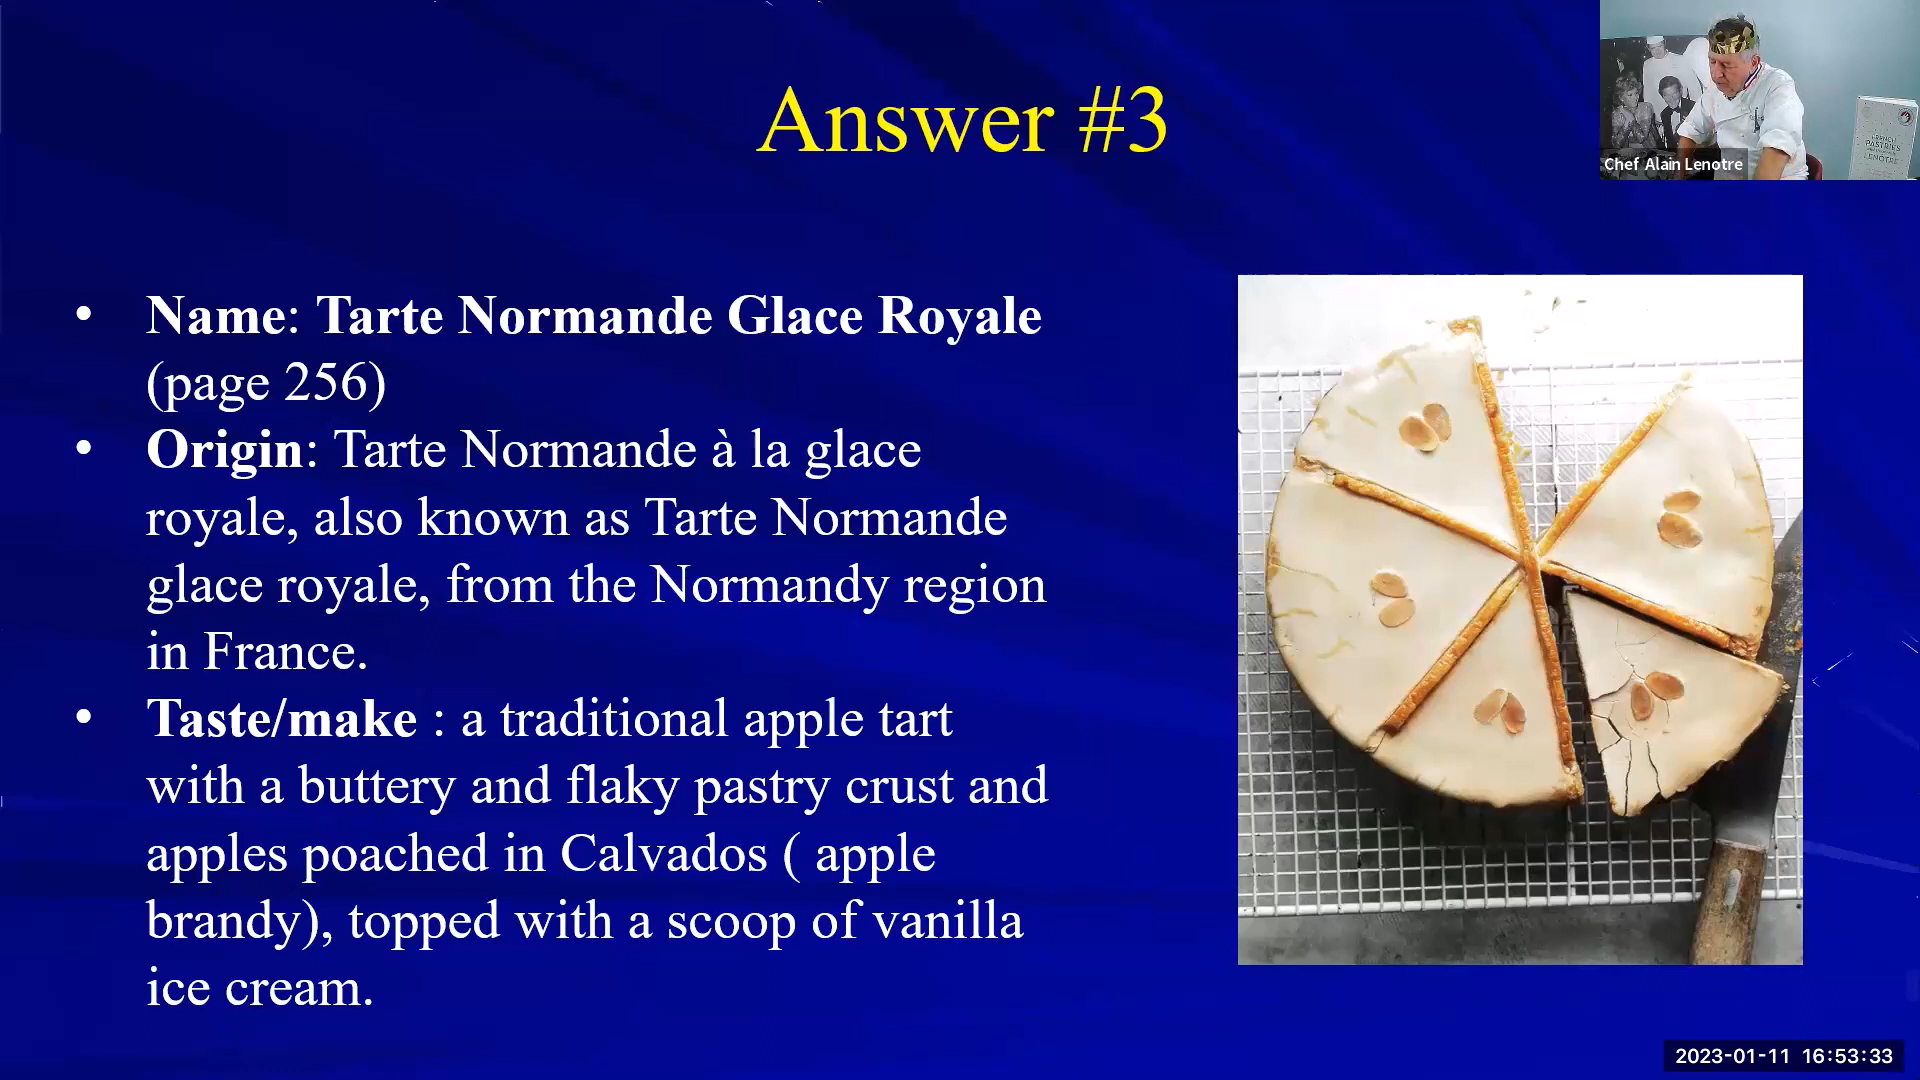 Answer #3
Chef Alain Lenotre
FRENCH
PASTRIES
LENÔTRE
• Name: Tarte Normande Glace Royale
(page 256)
• Origin: Tarte Normande à la glace
royale, also known as Tarte Normande
glace royale, from the Normandy region
in France.
• Taste/make : a traditional apple tart
with a buttery and flaky pastry crust and
apples poached in Calvados ( apple
brandy), topped with a scoop of vanilla
ice cream.
2023-01-11 16:53:33